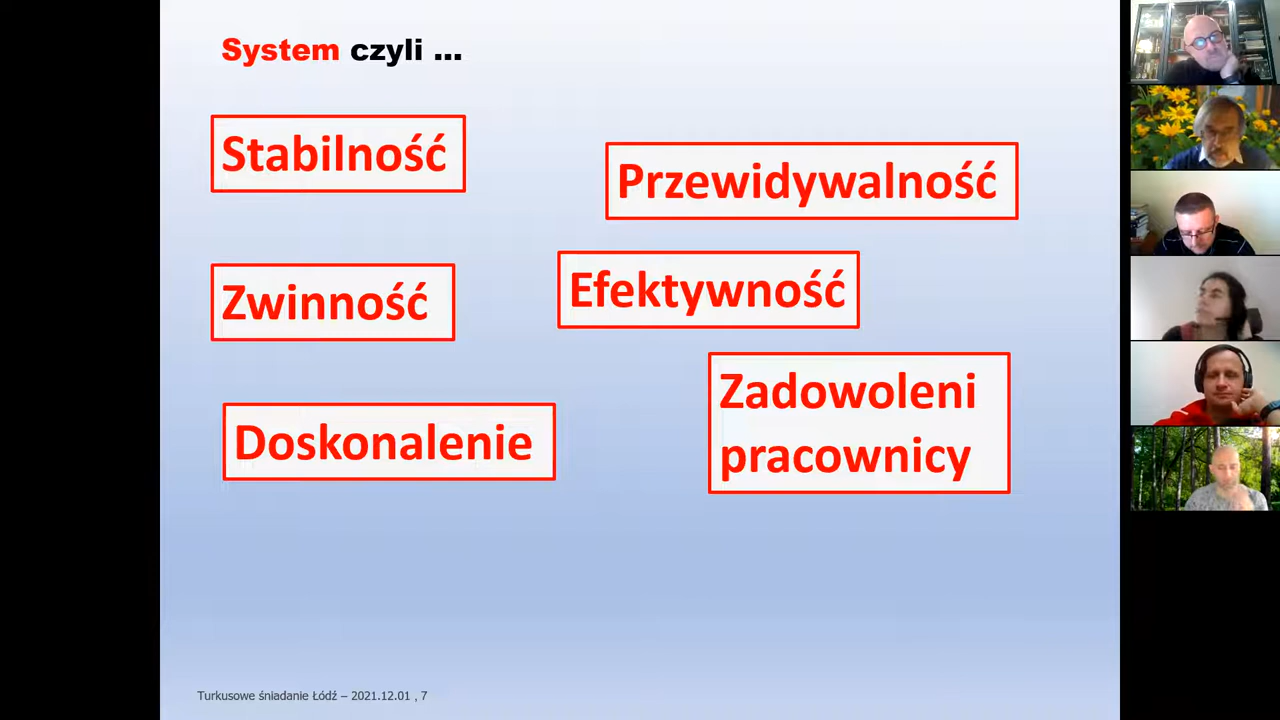 System czyli ...
Stabilność
Przewidywalność
Zwinność
Efektywność
Zadowoleni
pracownicy
Doskonalenie
Turkusowe śniadanie Łódź – 2021.12.01 , 7